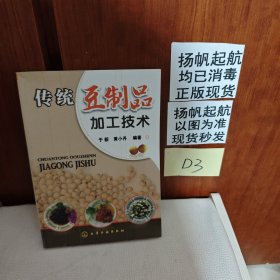 传统豆制品
加工技术
于新 黄小丹 编著
CHUANTONG DOUZHIPIN
JIAGONG JISHU
化学工业出版社
扬帆起航
均已消毒
正版现货
扬帆起航
以图为准
现货秒发
D3